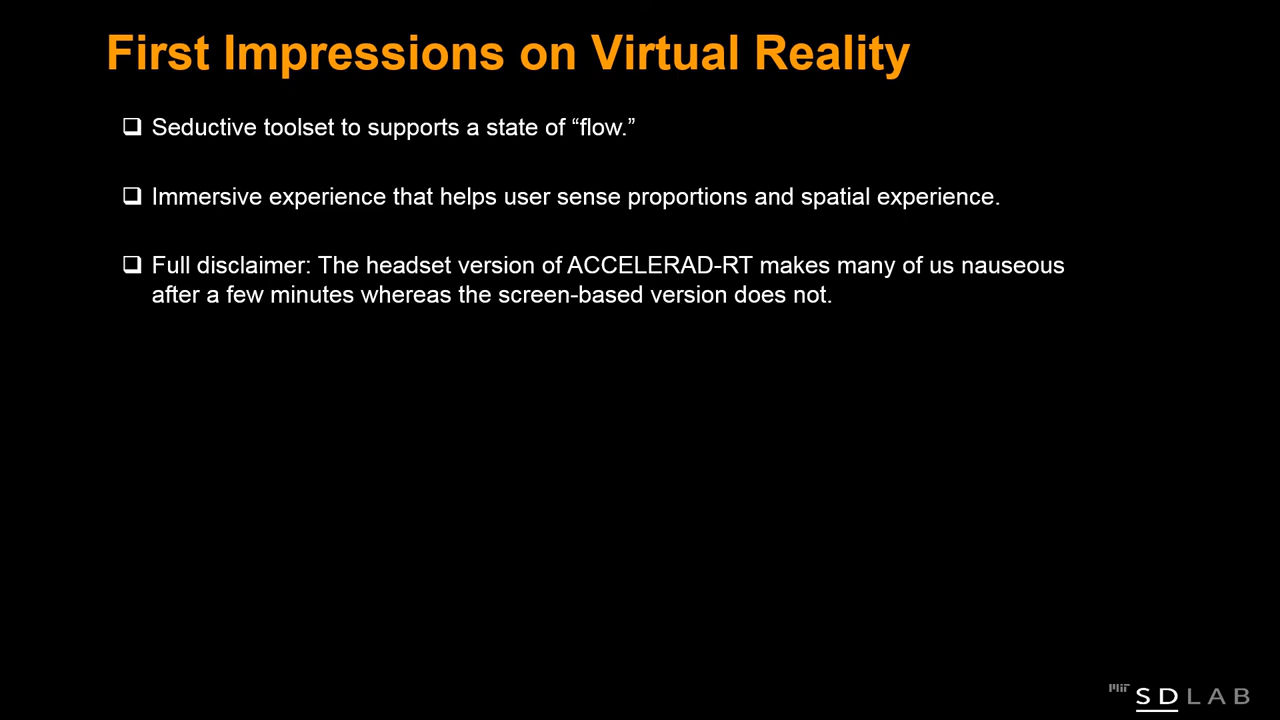 First Impressions on Virtual Reality
Seductive toolset to supports a state of “flow.”
Immersive experience that helps user sense proportions and spatial experience.
Full disclaimer: The headset version of ACCELERAD-RT makes many of us nauseous
after a few minutes whereas the screen-based version does not.
MIT SDLAB